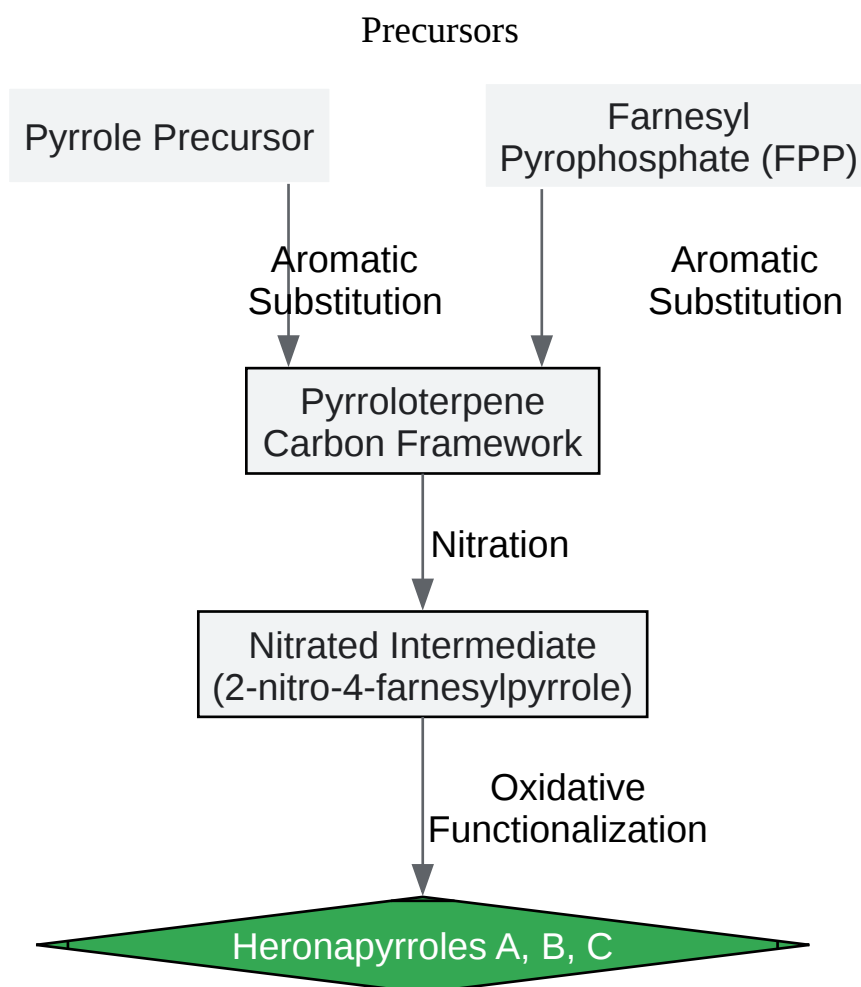 Precursors
Pyrrole Precursor
Farnesyl
Pyrophosphate (FPP)
Aromatic
Substitution
Aromatic
Substitution
Pyrroloterpene
Carbon Framework
Nitration
Nitrated Intermediate
(2-nitro-4-farnesylpyrrole)
Oxidative
Functionalization
Heronapyrroles A, B, C